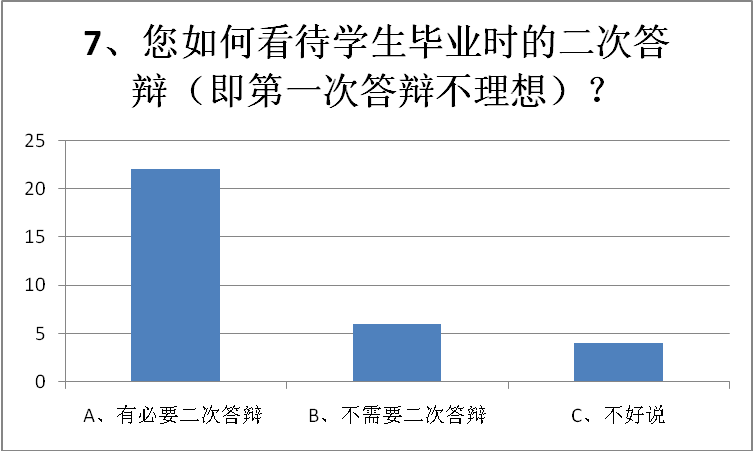 7、您如何看待学生毕业时的二次答
辩（即第一次答辩不理想）？
25
20
15
10
5
0
A、有必要二次答辩
B、不需要二次答辩
C、不好说